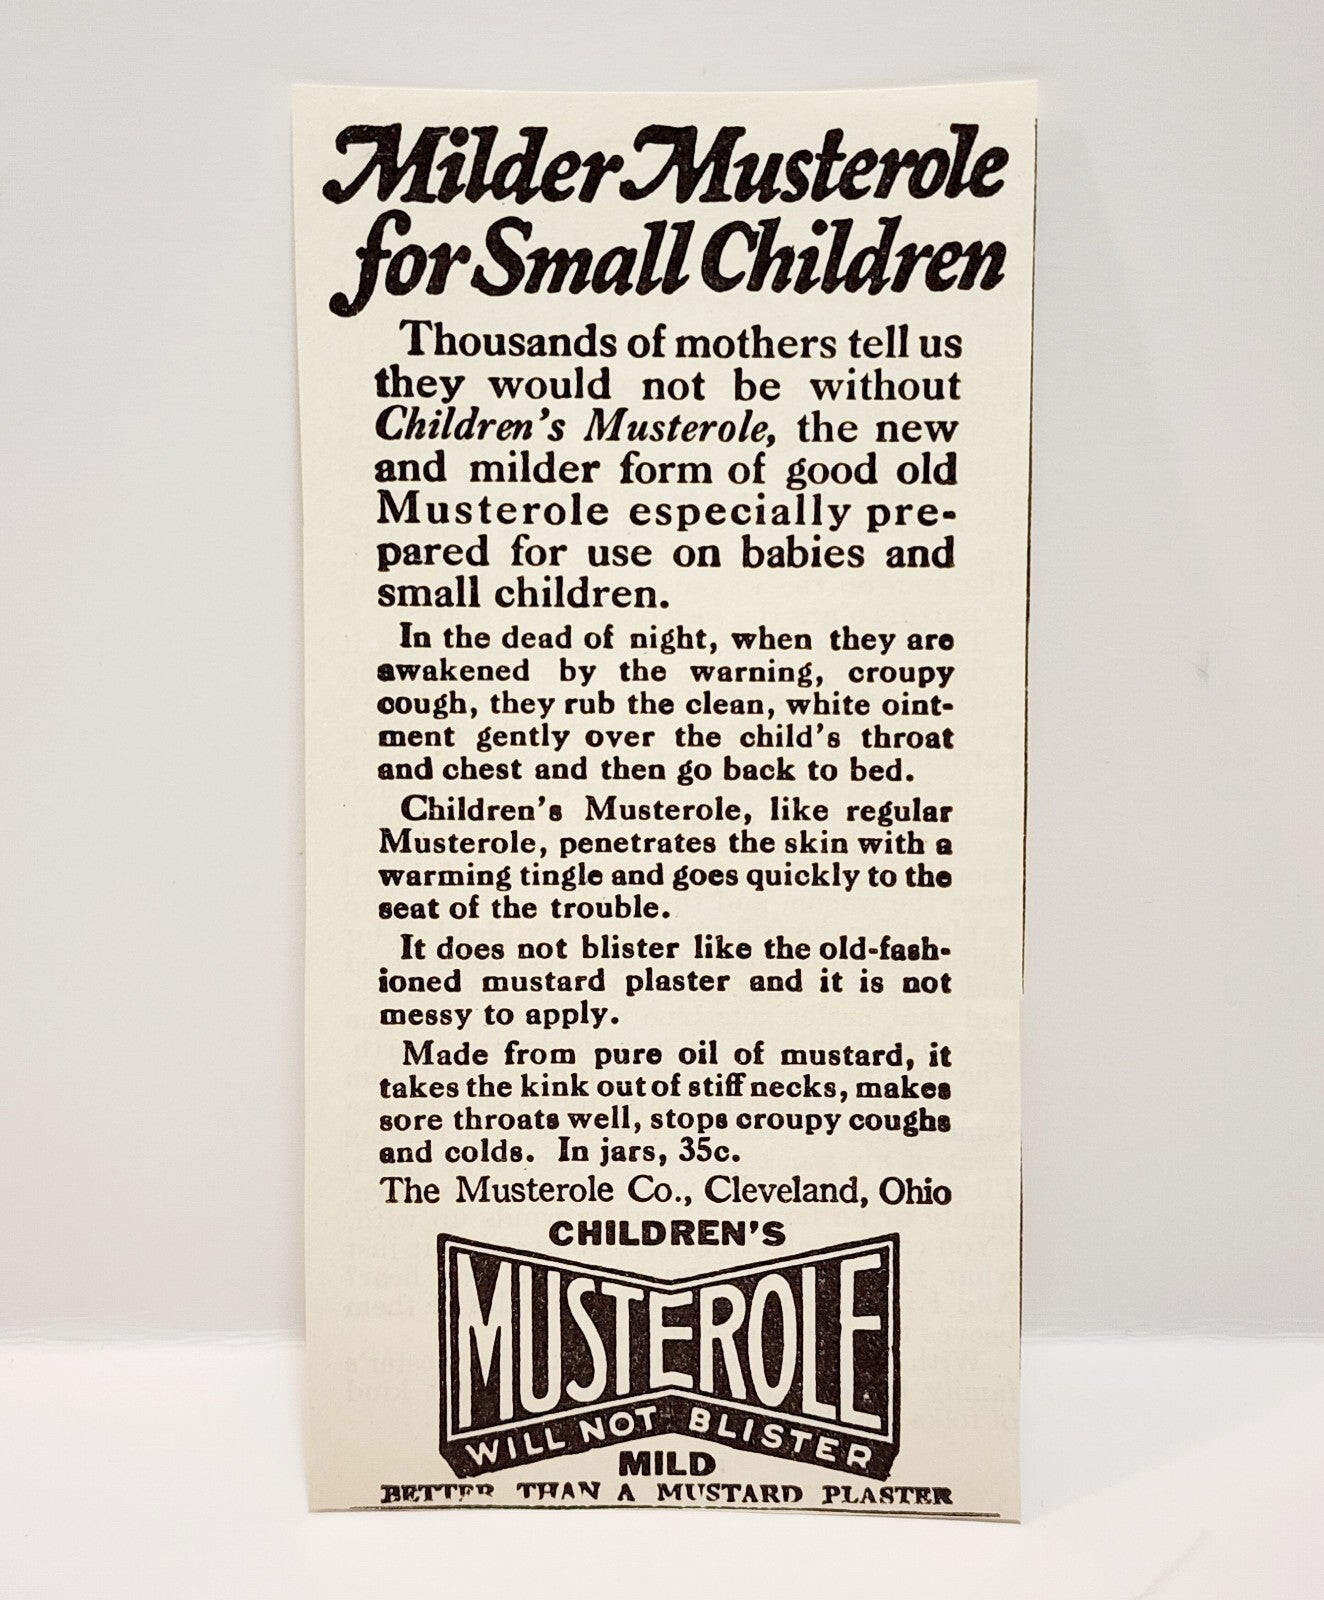 Milder Musterole
for Small Children
Thousands of mothers tell us
they would not be without
Children's Musterole, the new
and milder form of good old
Musterole especially pre-
pared for use on babies and
small children.
In the dead of night, when they are
awakened by the warning, croupy
cough, they rub the clean, white oint-
ment gently over the child's throat
and chest and then go back to bed.
Children's Musterole, like regular
Musterole, penetrates the skin with a
warming tingle and goes quickly to the
seat of the trouble.
It does not blister like the old-fash-
ioned mustard plaster and it is not
messy to apply.
Made from pure oil of mustard, it
takes the kink out of stiff necks, makes
sore throats well, stops croupy coughs
and colds. In jars, 35c.
The Musterole Co., Cleveland, Ohio
CHILDREN'S
MUSTEROLE
WILL NOT BLISTER
MILD
BETTER THAN A MUSTARD PLASTER